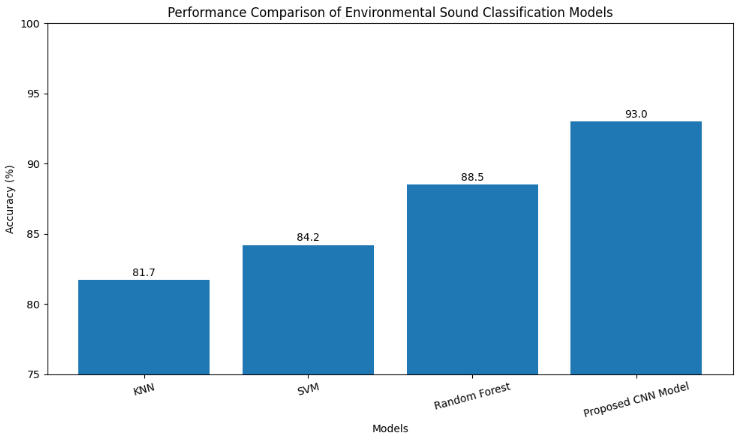 Performance Comparison of Environmental Sound Classification Models
100
95
90
85
80
75
Accuracy (%)
81.7
84.2
88.5
93.0
KNN
SVM
Random Forest
Proposed CNN Model
Models